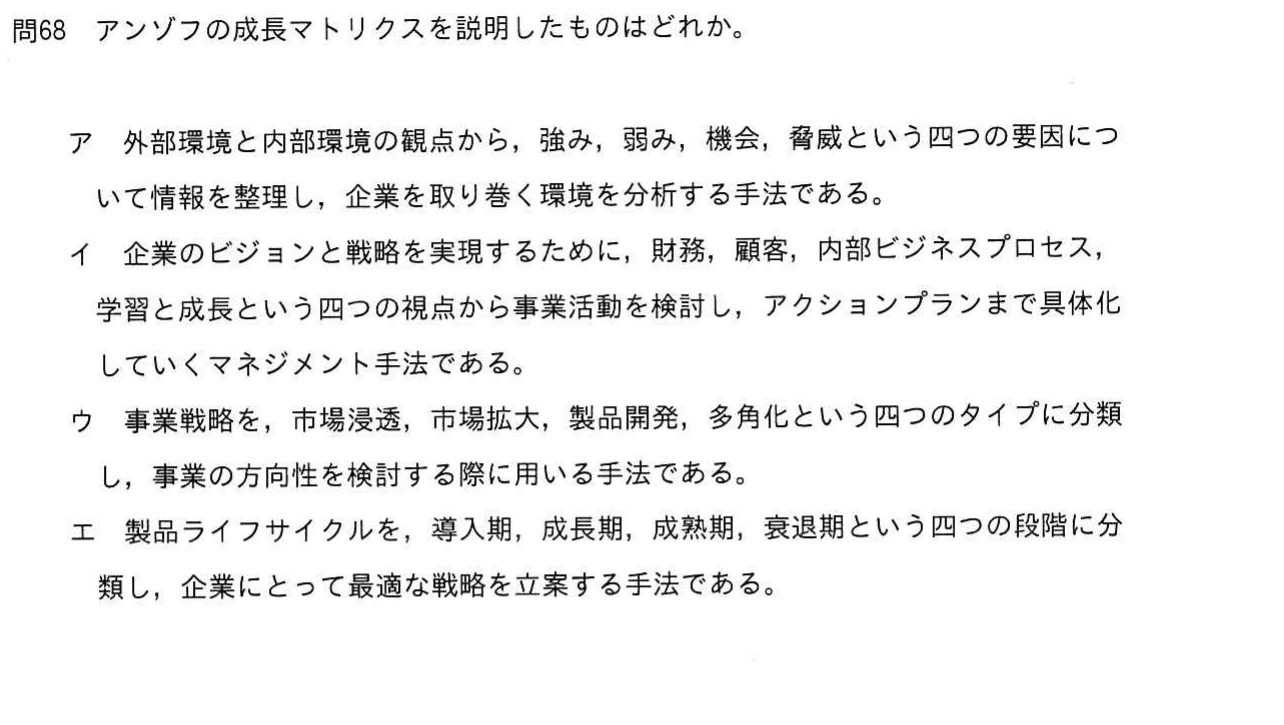 問68　アンゾフの成長マトリクスを説明したものはどれか。
ア　外部環境と内部環境の観点から，強み，弱み，機会，脅威という四つの要因につ
いて情報を整理し，企業を取り巻く環境を分析する手法である。
イ　企業のビジョンと戦略を実現するために，財務，顧客，内部ビジネスプロセス，
学習と成長という四つの視点から事業活動を検討し，アクションプランまで具体化
していくマネジメント手法である。
ウ　事業戦略を，市場浸透，市場拡大，製品開発，多角化という四つのタイプに分類
し，事業の方向性を検討する際に用いる手法である。
エ　製品ライフサイクルを，導入期，成長期，成熟期，衰退期という四つの段階に分
類し，企業にとって最適な戦略を立案する手法である。